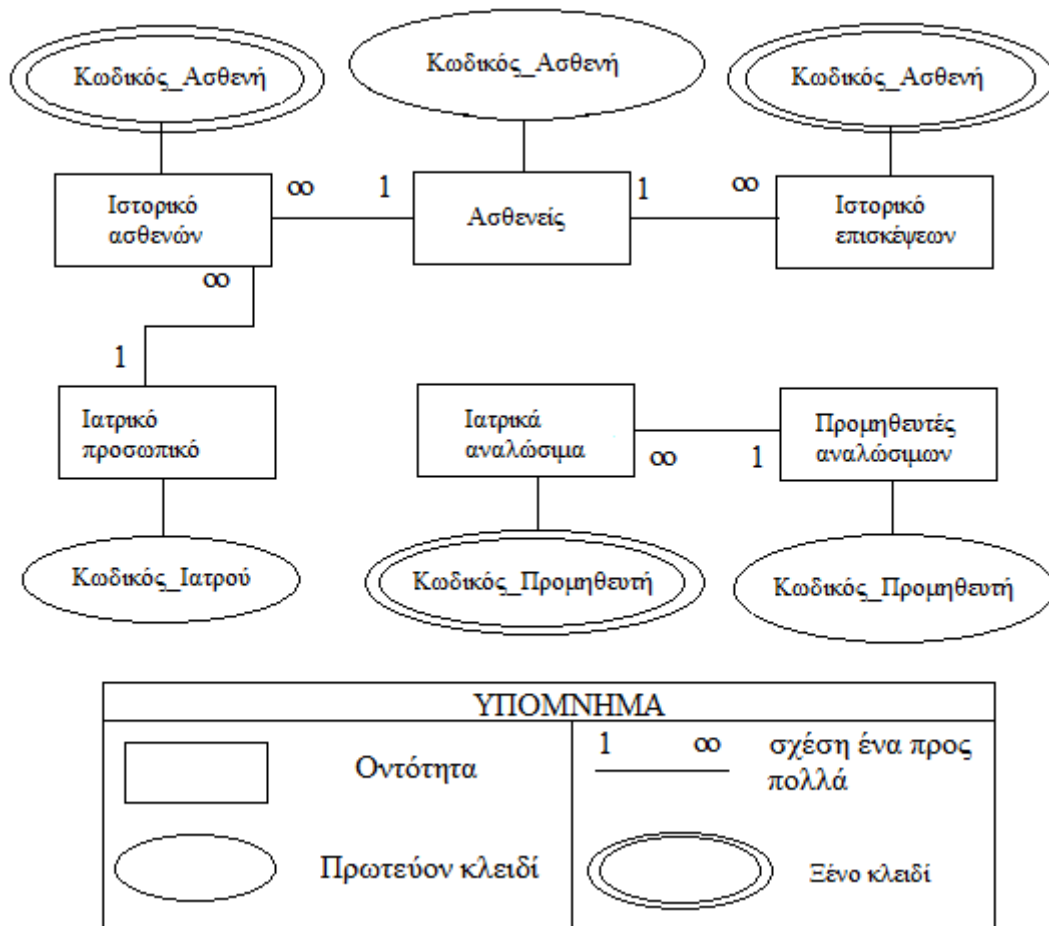 Κωδικός_Ασθενή
Κωδικός_Ασθενή
Κωδικός_Ασθενή
Ιστορικό
ασθενών
∞
1
Ασθενείς
1
∞
Ιστορικό
επισκέψεων
∞
1
Ιατρικό
προσωπικό
Ιατρικά
αναλώσιμα
∞
1
Προμηθευτές
αναλώσιμων
Κωδικός_Ιατρού
Κωδικός_Προμηθευτή
Κωδικός_Προμηθευτή
ΥΠΟΜΝΗΜΑ
Οντότητα
1 ∞
σχέση ένα προς
πολλά
Πρωτεύον κλειδί
Ξένο κλειδί